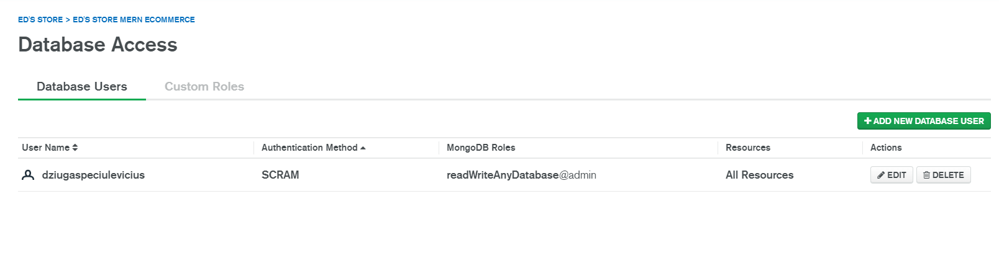 ED'S STORE > ED'S STORE MERN ECOMMERCE
Database Access
Database Users Custom Roles
ADD NEW DATABASE USER
User Name Authentication Method MongoDB Roles Resources Actions
dziugaspeciulevicius SCRAM readWriteAnyDatabase@admin All Resources EDIT DELETE